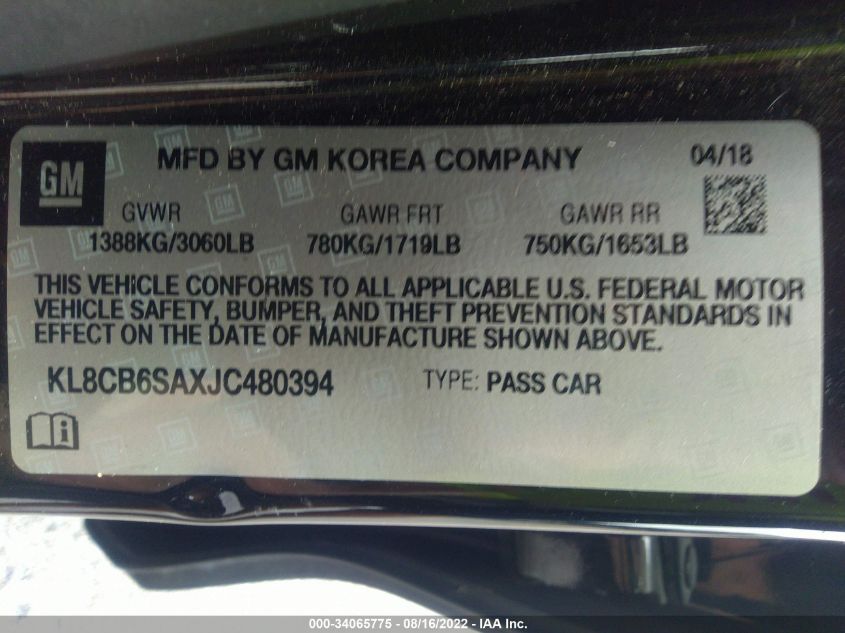 GM
MFD BY GM KOREA COMPANY
04/18
GVWR GAWR FRT GAWR RR
1388KG/3060LB 780KG/1719LB 750KG/1653LB
THIS VEHICLE CONFORMS TO ALL APPLICABLE U.S. FEDERAL MOTOR
VEHICLE SAFETY, BUMPER, AND THEFT PREVENTION STANDARDS IN
EFFECT ON THE DATE OF MANUFACTURE SHOWN ABOVE.
KL8CB6SAXJC480394 TYPE: PASS CAR
000-34065775 - 08/16/2022 - IAA Inc.